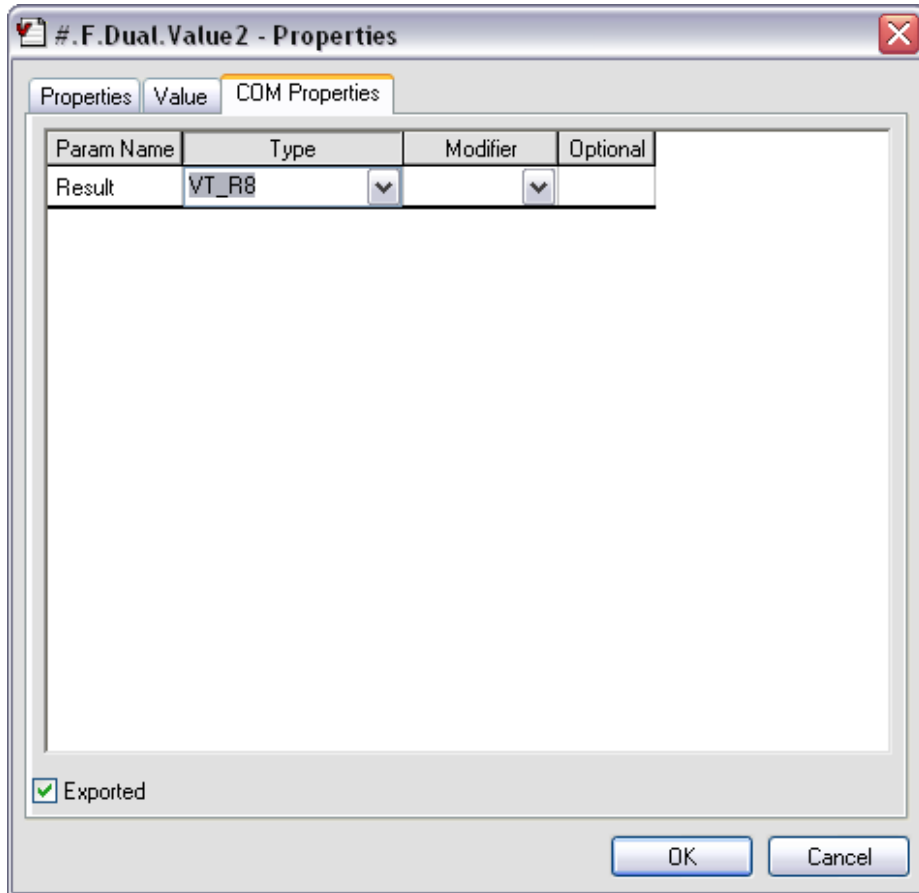 #.F.Dual.Value2 - Properties
Properties Value COM Properties
Param Name Type Modifier Optional
Result VT_R8
Exported
OK Cancel